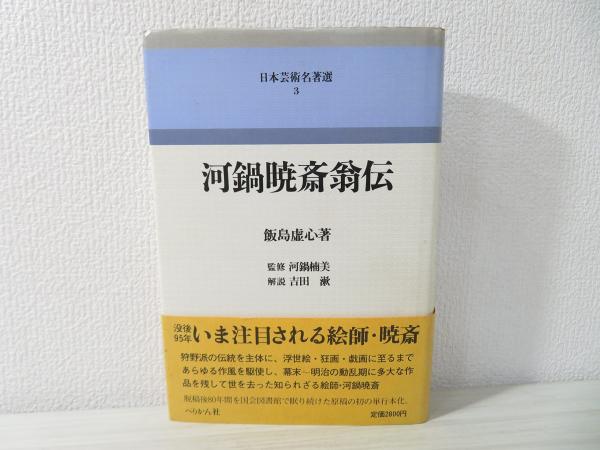 日本芸術名著選
3
河鍋暁斎翁伝
飯島虚心著
監修 河鍋楠美
解説 吉田 漱
没後95年 いま注目される絵師・暁斎
狩野派の伝統を主体に、浮世絵・狂画・戯画に至るまで
あらゆる作風を駆使し、幕末〜明治の動乱期に多大な作
品を残して世を去った知られざる絵師・河鍋暁斎
脱稿後80年間を国会図書館で眠り続けた原稿の初の単行本化。
ぺりかん社
定価2800円